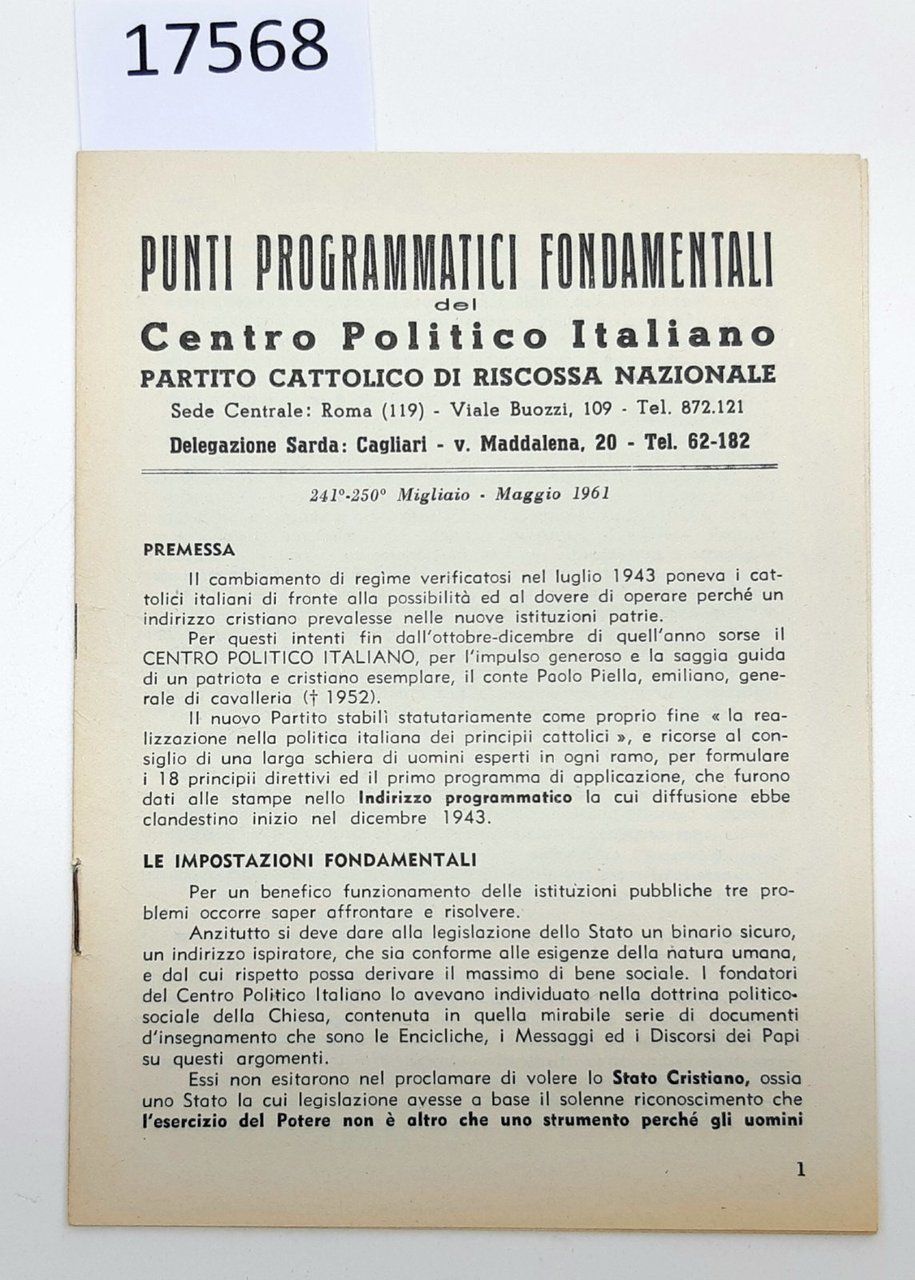 17568
PUNTI PROGRAMMATICI FONDAMENTALI
del
Centro Politico Italiano
PARTITO CATTOLICO DI RISCOSSA NAZIONALE
Sede Centrale: Roma (119) - Viale Buozzi, 109 - Tel. 872.121
Delegazione Sarda: Cagliari - v. Maddalena, 20 - Tel. 62-182
241º-250º Migliaio - Maggio 1961
PREMESSA
Il cambiamento di regime verificatosi nel luglio 1943 poneva i cat-
tolici italiani di fronte alla possibilità ed al dovere di operare perché un
indirizzo cristiano prevalesse nelle nuove istituzioni patrie.
Per questi intenti fin dall'ottobre-dicembre di quell'anno sorse il
CENTRO POLITICO ITALIANO, per l'impulso generoso e la saggia guida
di un patriota e cristiano esemplare, il conte Paolo Piella, emiliano, gene-
rale di cavalleria († 1952).
Il nuovo Partito stabilì statutariamente come proprio fine « la rea-
lizzazione nella politica italiana dei principii cattolici », e ricorse al con-
siglio di una larga schiera di uomini esperti in ogni ramo, per formulare
i 18 principii direttivi ed il primo programma di applicazione, che furono
dati alle stampe nello Indirizzo programmatico la cui diffusione ebbe
clandestino inizio nel dicembre 1943.
LE IMPOSTAZIONI FONDAMENTALI
Per un benefico funzionamento delle istituzioni pubbliche tre pro-
blemi occorre saper affrontare e risolvere.
Anzitutto si deve dare alla legislazione dello Stato un binario sicuro,
un indirizzo ispiratore, che sia conforme alle esigenze della natura umana,
e dal cui rispetto possa derivare il massimo di bene sociale. I fondatori
del Centro Politico Italiano lo avevano individuato nella dottrina politico-
sociale della Chiesa, contenuta in quella mirabile serie di documenti
d'insegnamento che sono le Encicliche, i Messaggi ed i Discorsi dei Papi
su questi argomenti.
Essi non esitarono nel proclamare di volere lo Stato Cristiano, ossia
uno Stato la cui legislazione avesse a base il solenne riconoscimento che
l'esercizio del Potere non è altro che uno strumento perché gli uomini
1